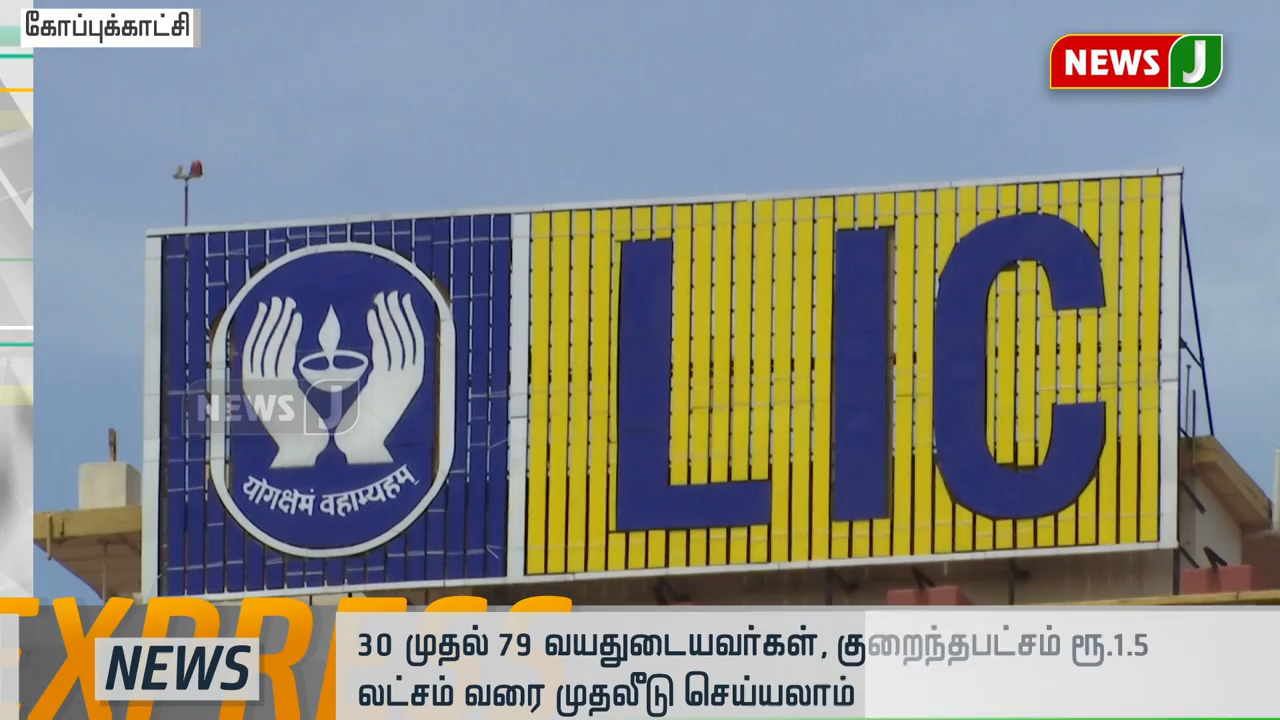 கோப்புக்காட்சி
NEWS J
LIC
NEWS J
योगक्षेमं वहाम्यहम्
EXPRESS
NEWS
30 முதல் 79 வயதுடையவர்கள், குறைந்தபட்சம் ரூ.1.5
லட்சம் வரை முதலீடு செய்யலாம்